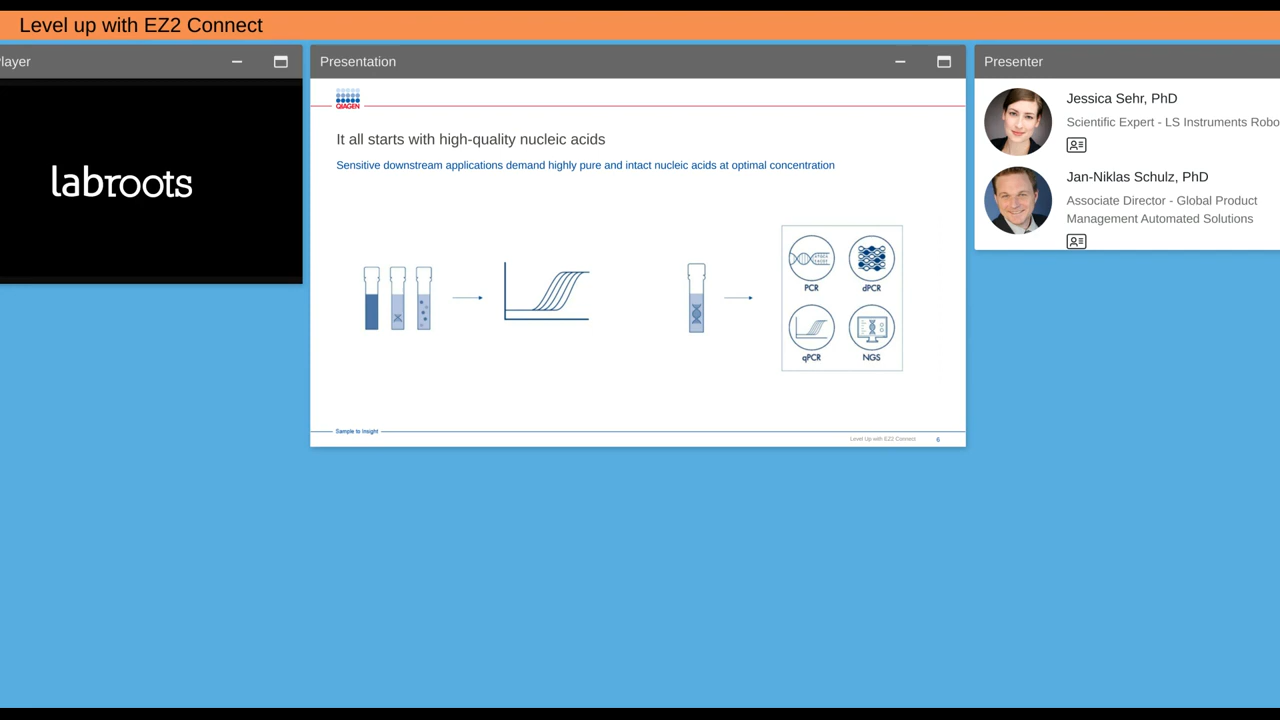 Level up with EZ2 Connect
layer
labroots
Presentation
QIAGEN
It all starts with high-quality nucleic acids
Sensitive downstream applications demand highly pure and intact nucleic acids at optimal concentration
PCR
dPCR
qPCR
NGS
Sample to Insight
Level Up with EZ2 Connect
6
Presenter
Jessica Sehr, PhD
Scientific Expert - LS Instruments Robo
Jan-Niklas Schulz, PhD
Associate Director - Global Product
Management Automated Solutions